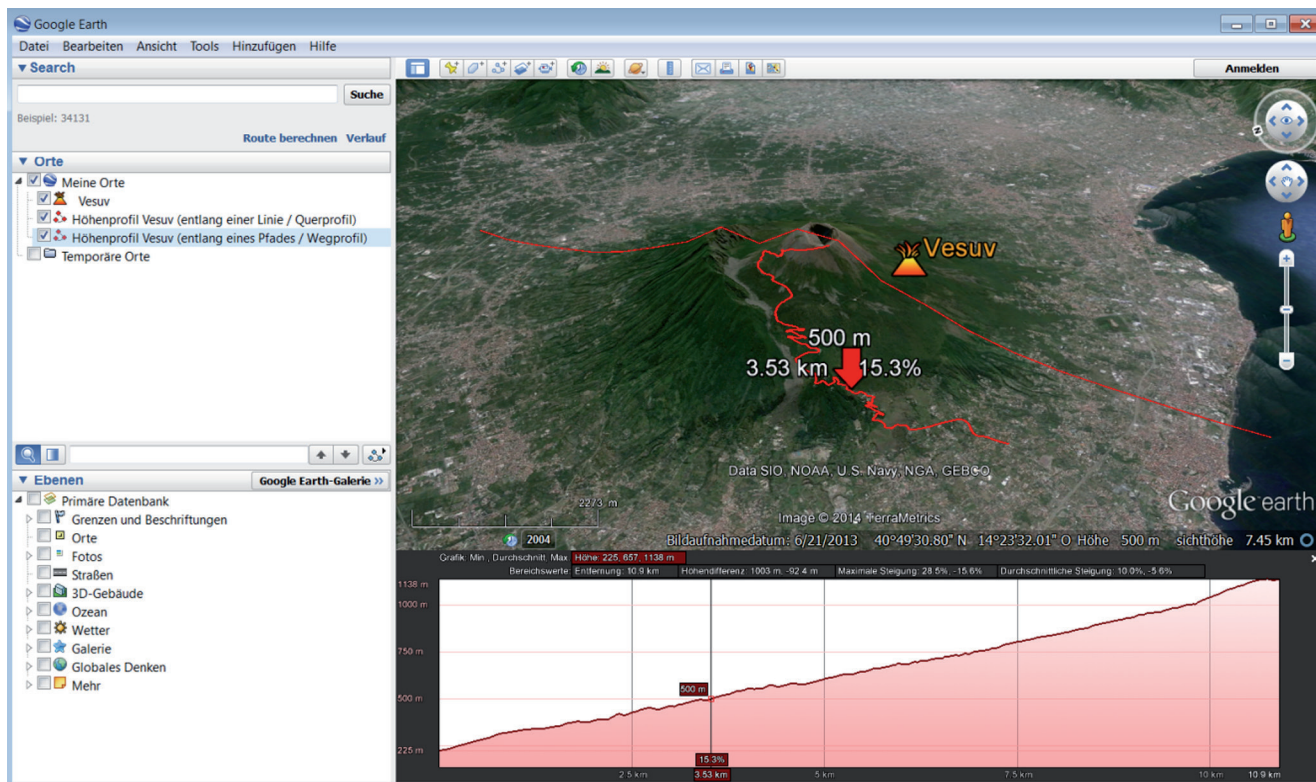 Google Earth
Datei Bearbeiten Ansicht Tools Hinzufügen Hilfe
Search
Suche
Beispiel: 34131
Route berechnen Verlauf
Orte
Meine Orte
Vesuv
Höhenprofil Vesuv (entlang einer Linie / Querprofil)
Höhenprofil Vesuv (entlang eines Pfades / Wegprofil)
Temporäre Orte
Ebenen Google Earth-Galerie >>
Primäre Datenbank
Grenzen und Beschriftungen
Orte
Fotos
Straßen
3D-Gebäude
Ozean
Wetter
Galerie
Globales Denken
Mehr
Anmelden
N
Vesuv
500 m
3.53 km 15.3%
Data SIO, NOAA, U.S. Navy, NGA, GEBCO
2273 m
Image © 2014 TerraMetrics
Google earth
2004 Bildaufnahmedatum: 6/21/2013 40°49'30.80" N 14°23'32.01" O Höhe 500 m sichthöhe 7.45 km
Grafik: Min., Durchschnitt, Max. Höhe: 225, 657, 1138 m
Bereichswerte: Entfernung: 10.9 km Höhendifferenz: 1003 m, -92.4 m Maximale Steigung: 28.5%, -15.6% Durchschnittliche Steigung: 10.0%, -5.6%
1138 m
1000 m
750 m
500 m
500 m
225 m
15.3%
2.5 km 3.53 km 5 km 7.5 km 10 km 10.9 km